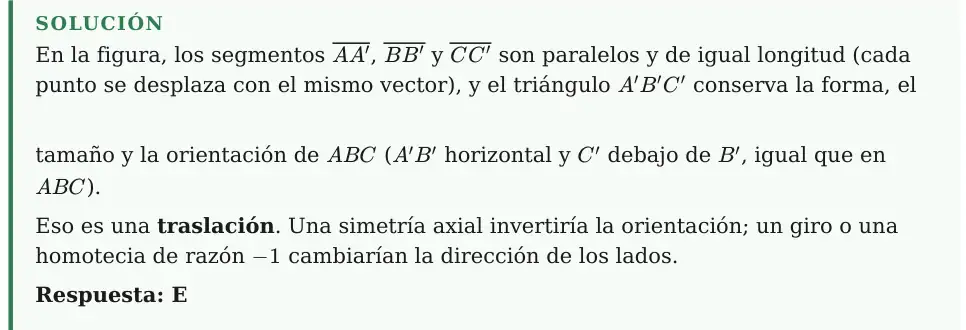 SOLUCIÓN
En la figura, los segmentos AA′, BB′ y CC′ son paralelos y de igual longitud (cada
punto se desplaza con el mismo vector), y el triángulo A′B′C′ conserva la forma, el
tamaño y la orientación de ABC (A′B′ horizontal y C′ debajo de B′, igual que en
ABC).
Eso es una traslación. Una simetría axial invertiría la orientación; un giro o una
homotecia de razón −1 cambiarían la dirección de los lados.
Respuesta: E